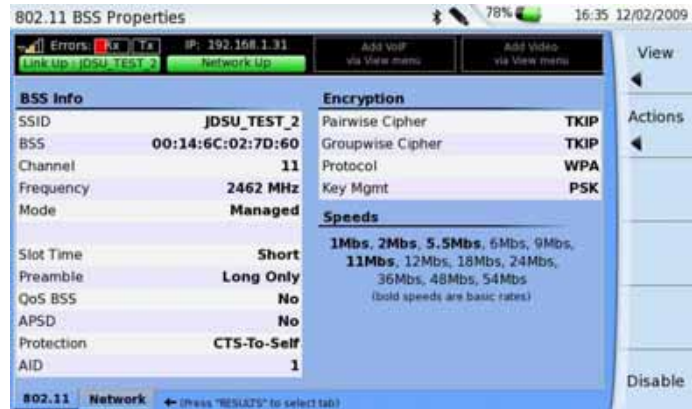 802.11 BSS Properties 78% 16:35 12/02/2009
Errors: Rx Tx IP: 192.168.1.31 Add VoIP Add Video
Link Up : JDSU_TEST_2 Network Up via View menu via View menu
View
Actions
BSS Info
SSID JDSU_TEST_2
BSS 00:14:6C:02:7D:60
Channel 11
Frequency 2462 MHz
Mode Managed
Slot Time Short
Preamble Long Only
QoS BSS No
APSD No
Protection CTS-To-Self
AID 1
Encryption
Pairwise Cipher TKIP
Groupwise Cipher TKIP
Protocol WPA
Key Mgmt PSK
Speeds
1Mbs, 2Mbs, 5.5Mbs, 6Mbs, 9Mbs,
11Mbs, 12Mbs, 18Mbs, 24Mbs,
36Mbs, 48Mbs, 54Mbs
(bold speeds are basic rates)
Disable
802.11 Network (Press "RESULTS" to select tab)